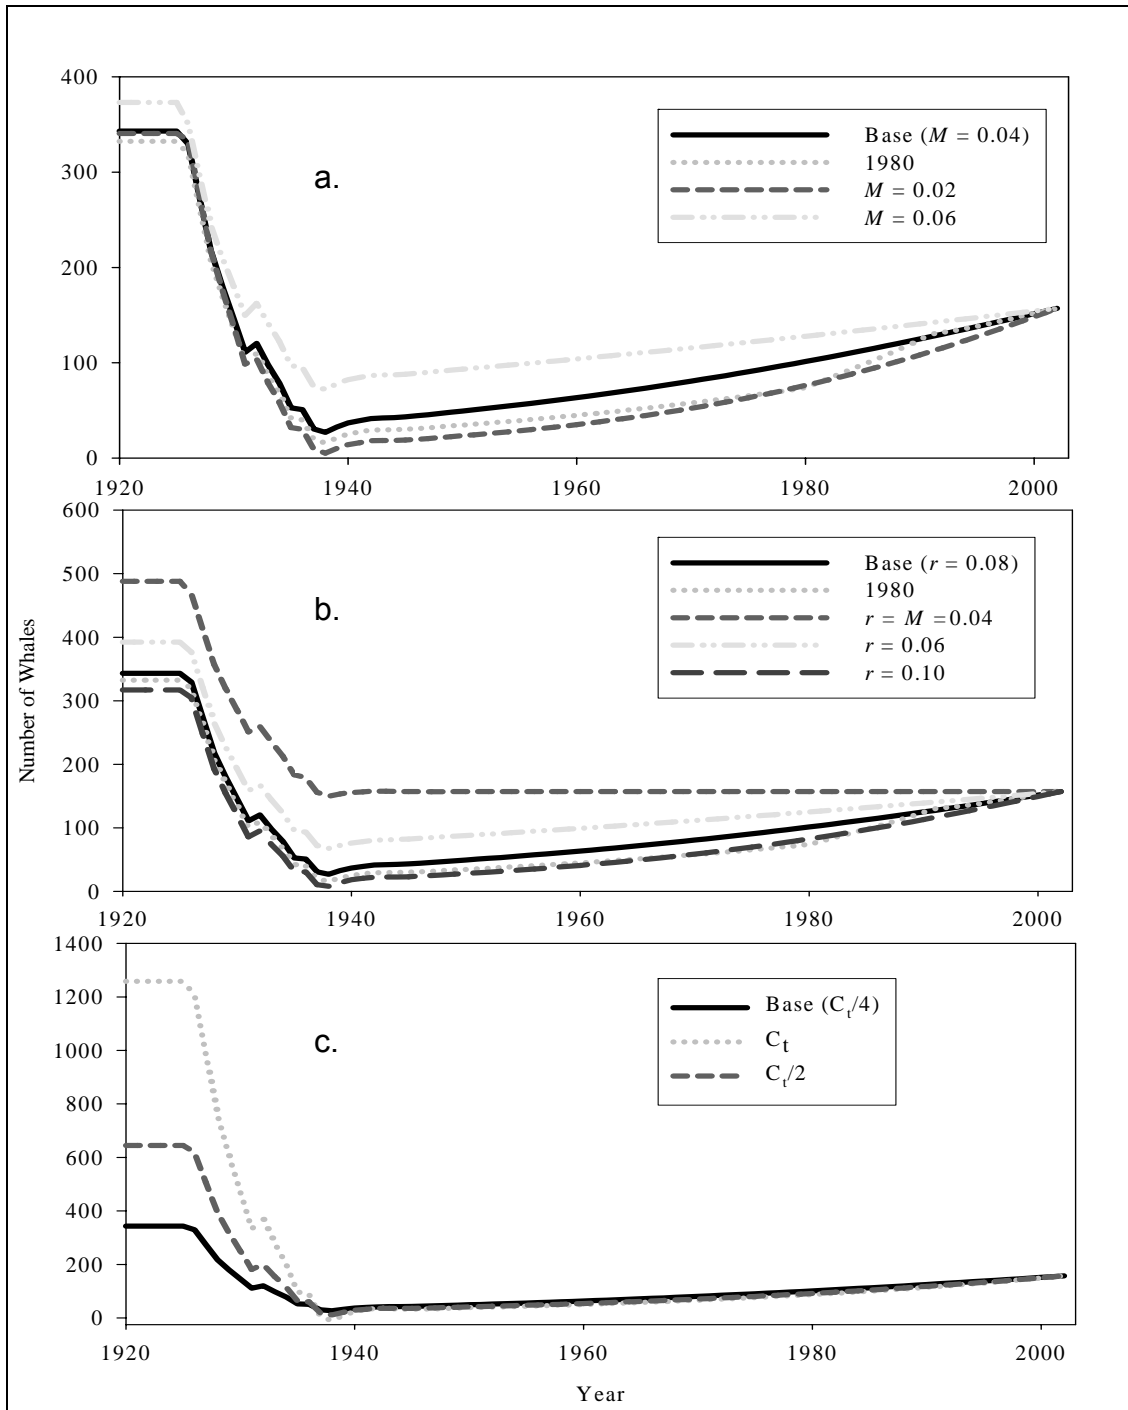 400
300
200
100
0
a.
Base (M = 0.04)
1980
M = 0.02
M = 0.06
1920 1940 1960 1980 2000
600
500
400
300
200
100
0
b.
Base (r = 0.08)
1980
r = M =0.04
r = 0.06
r = 0.10
Number of Whales
1920 1940 1960 1980 2000
1400
1200
1000
800
600
400
200
0
c.
Base (Ct/4)
Ct
Ct/2
1920 1940 1960 1980 2000
Year